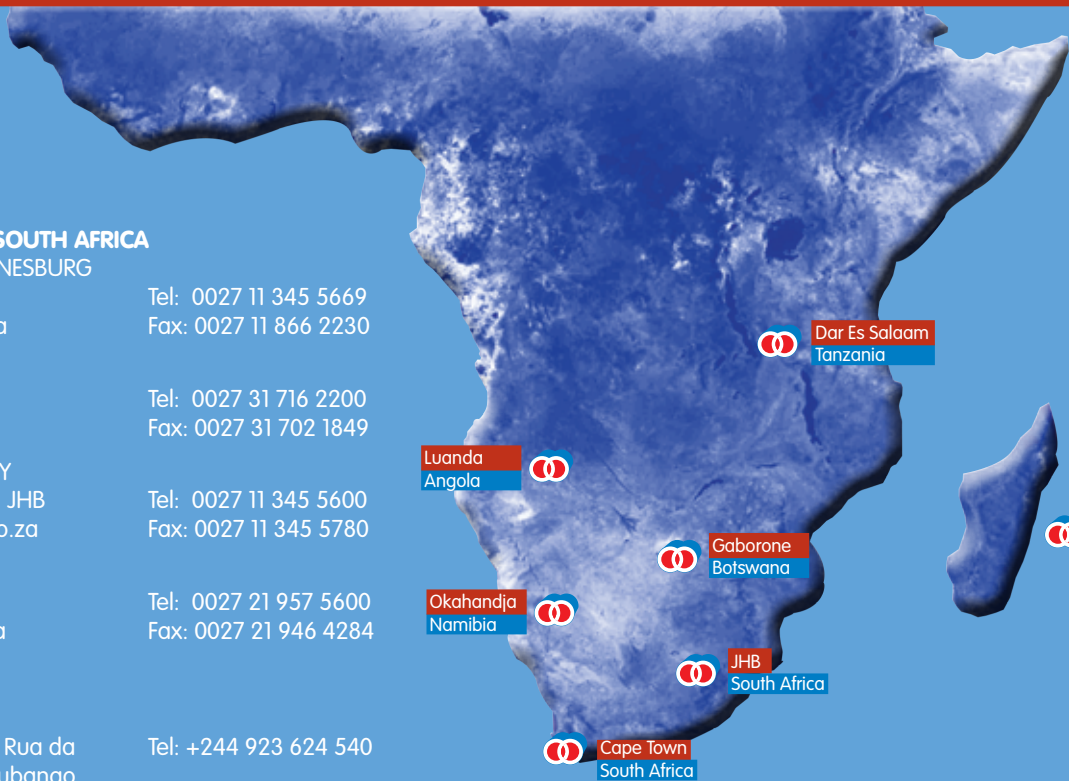 SOUTH AFRICA
NESBURG
Tel: 0027 11 345 5669
a Fax: 0027 11 866 2230
Tel: 0027 31 716 2200
Fax: 0027 31 702 1849
Y
JHB Tel: 0027 11 345 5600
o.za Fax: 0027 11 345 5780
Tel: 0027 21 957 5600
a Fax: 0027 21 946 4284
Rua da Tel: +244 923 624 540
ubango
Dar Es Salaam
Tanzania
Luanda
Angola
Gaborone
Botswana
Okahandja
Namibia
JHB
South Africa
Cape Town
South Africa